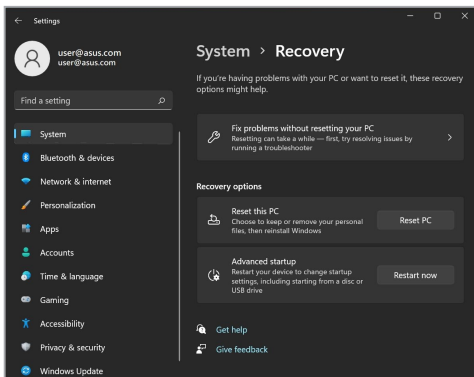 Settings
user@asus.com
user@asus.com
Find a setting
System
Bluetooth & devices
Network & internet
Personalization
Apps
Accounts
Time & language
Gaming
Accessibility
Privacy & security
Windows Update
System > Recovery
If you're having problems with your PC or want to reset it, these recovery
options might help.
Fix problems without resetting your PC
Resetting can take a while — first, try resolving issues by
running a troubleshooter
Recovery options
Reset this PC
Choose to keep or remove your personal
files, then reinstall Windows
Reset PC
Advanced startup
Restart your device to change startup
settings, including starting from a disc or
USB drive
Restart now
Get help
Give feedback